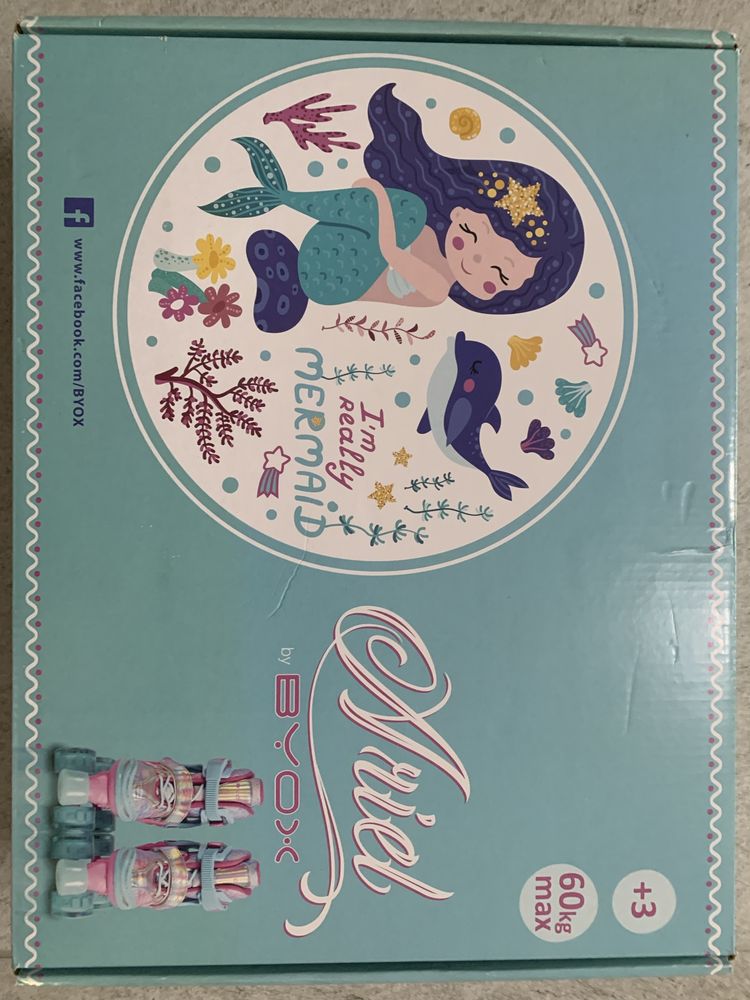 I'm
Really
MERMAID
www.facebook.com/BYOX
Ariel
by BYOX
+3
60kg
max